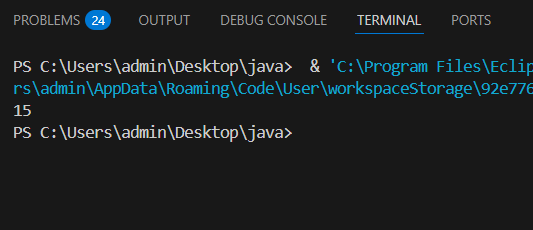 PROBLEMS 24 OUTPUT DEBUG CONSOLE TERMINAL PORTS
PS C:\Users\admin\Desktop\java>  & 'C:\Program Files\Eclip
rs\admin\AppData\Roaming\Code\User\workspaceStorage\92e776
15
PS C:\Users\admin\Desktop\java>